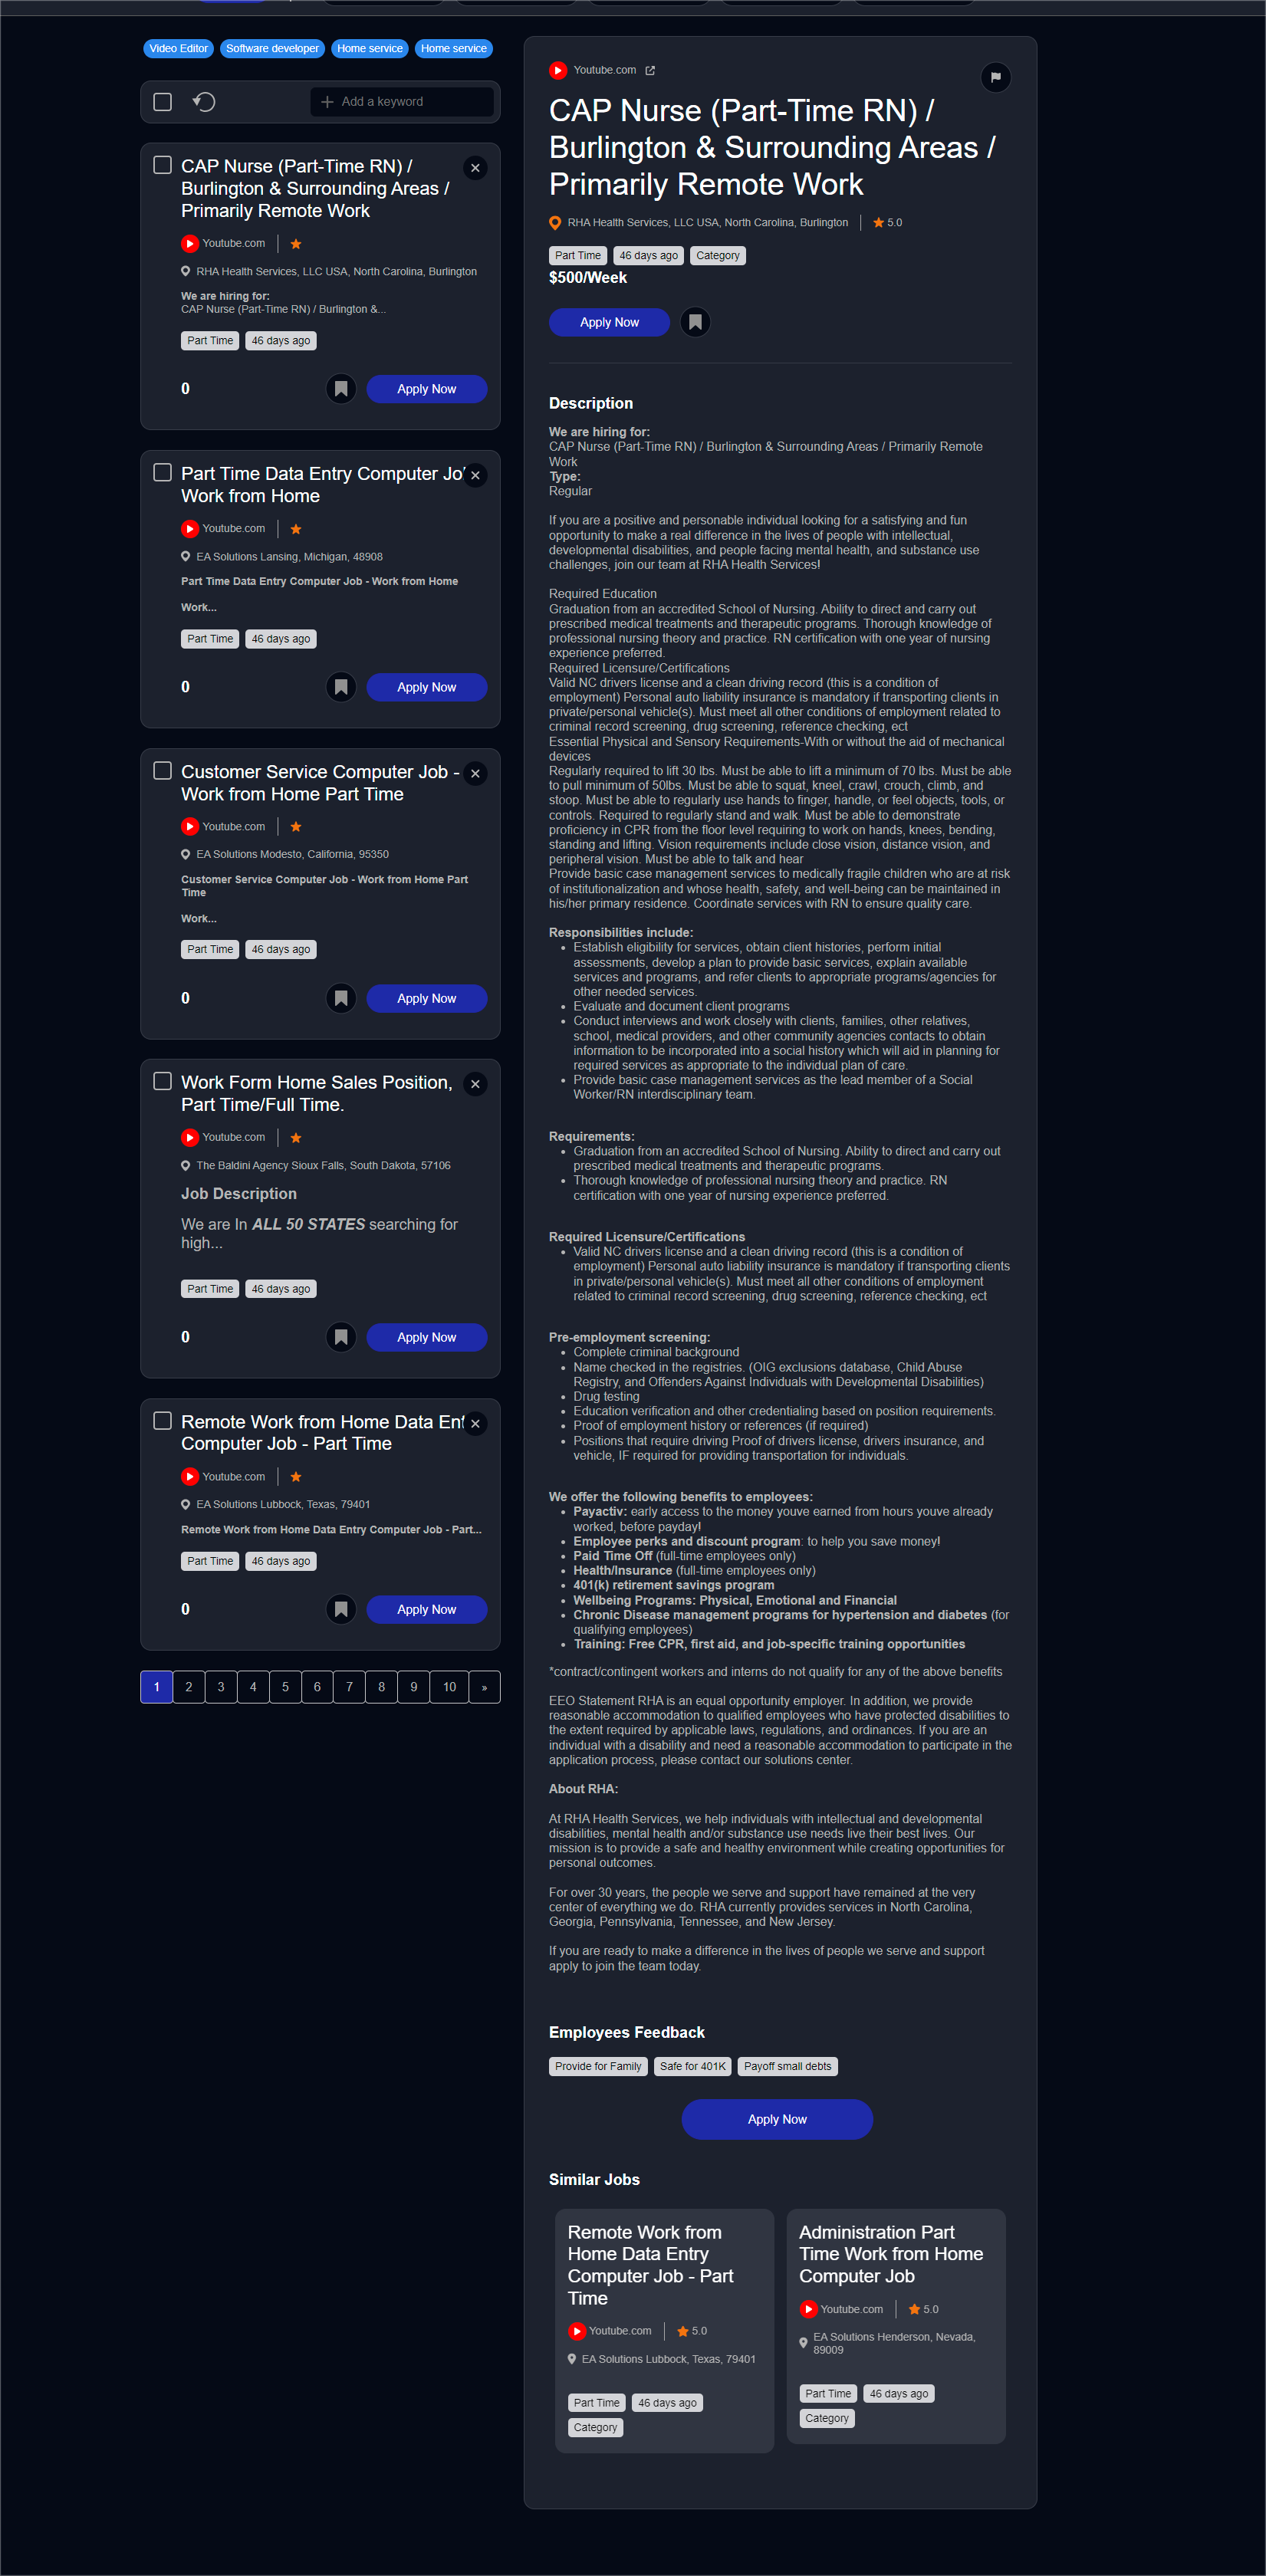 Video Editor
Software developer
Home service
Home service
Add a keyword
CAP Nurse (Part-Time RN) /
Burlington & Surrounding Areas /
Primarily Remote Work
Youtube.com
RHA Health Services, LLC USA, North Carolina, Burlington
We are hiring for:
CAP Nurse (Part-Time RN) / Burlington &...
Part Time
46 days ago
0
Apply Now
Part Time Data Entry Computer Jo
Work from Home
Youtube.com
EA Solutions Lansing, Michigan, 48908
Part Time Data Entry Computer Job - Work from Home
Work...
Part Time
46 days ago
0
Apply Now
Customer Service Computer Job -
Work from Home Part Time
Youtube.com
EA Solutions Modesto, California, 95350
Customer Service Computer Job - Work from Home Part
Time
Work...
Part Time
46 days ago
0
Apply Now
Work Form Home Sales Position,
Part Time/Full Time.
Youtube.com
The Baldini Agency Sioux Falls, South Dakota, 57106
Job Description
We are In ALL 50 STATES searching for
high...
Part Time
46 days ago
0
Apply Now
Remote Work from Home Data Ent
Computer Job - Part Time
Youtube.com
EA Solutions Lubbock, Texas, 79401
Remote Work from Home Data Entry Computer Job - Part...
Part Time
46 days ago
0
Apply Now
1 2 3 4 5 6 7 8 9 10 »
Youtube.com
CAP Nurse (Part-Time RN) /
Burlington & Surrounding Areas /
Primarily Remote Work
RHA Health Services, LLC USA, North Carolina, Burlington
5.0
Part Time
46 days ago
Category
$500/Week
Apply Now
Description
We are hiring for:
CAP Nurse (Part-Time RN) / Burlington & Surrounding Areas / Primarily Remote
Work
Type:
Regular
If you are a positive and personable individual looking for a satisfying and fun
opportunity to make a real difference in the lives of people with intellectual,
developmental disabilities, and people facing mental health, and substance use
challenges, join our team at RHA Health Services!
Required Education
Graduation from an accredited School of Nursing. Ability to direct and carry out
prescribed medical treatments and therapeutic programs. Thorough knowledge of
professional nursing theory and practice. RN certification with one year of nursing
experience preferred.
Required Licensure/Certifications
Valid NC drivers license and a clean driving record (this is a condition of
employment) Personal auto liability insurance is mandatory if transporting clients in
private/personal vehicle(s). Must meet all other conditions of employment related to
criminal record screening, drug screening, reference checking, ect
Essential Physical and Sensory Requirements-With or without the aid of mechanical
devices
Regularly required to lift 30 lbs. Must be able to lift a minimum of 70 lbs. Must be able
to pull minimum of 50lbs. Must be able to squat, kneel, crawl, crouch, climb, and
stoop. Must be able to regularly use hands to finger, handle, or feel objects, tools, or
controls. Required to regularly stand and walk. Must be able to demonstrate
proficiency in CPR from the floor level requiring to work on hands, knees, bending,
standing and lifting. Vision requirements include close vision, distance vision, and
peripheral vision. Must be able to talk and hear
Provide basic case management services to medically fragile children who are at risk
of institutionalization and whose health, safety, and well-being can be maintained in
his/her primary residence. Coordinate services with RN to ensure quality care.
Responsibilities include:
• Establish eligibility for services, obtain client histories, perform initial
assessments, develop a plan to provide basic services, explain available
services and programs, and refer clients to appropriate programs/agencies for
other needed services.
• Evaluate and document client programs
• Conduct interviews and work closely with clients, families, other relatives,
school, medical providers, and other community agencies contacts to obtain
information to be incorporated into a social history which will aid in planning for
required services as appropriate to the individual plan of care.
• Provide basic case management services as the lead member of a Social
Worker/RN interdisciplinary team.
Requirements:
• Graduation from an accredited School of Nursing. Ability to direct and carry out
prescribed medical treatments and therapeutic programs.
• Thorough knowledge of professional nursing theory and practice. RN
certification with one year of nursing experience preferred.
Required Licensure/Certifications
• Valid NC drivers license and a clean driving record (this is a condition of
employment) Personal auto liability insurance is mandatory if transporting clients
in private/personal vehicle(s). Must meet all other conditions of employment
related to criminal record screening, drug screening, reference checking, ect
Pre-employment screening:
• Complete criminal background
• Name checked in the registries. (OIG exclusions database, Child Abuse
Registry, and Offenders Against Individuals with Developmental Disabilities)
• Drug testing
• Education verification and other credentialing based on position requirements.
• Proof of employment history or references (if required)
• Positions that require driving Proof of drivers license, drivers insurance, and
vehicle, IF required for providing transportation for individuals.
We offer the following benefits to employees:
• Payactiv: early access to the money youve earned from hours youve already
worked, before payday!
• Employee perks and discount program: to help you save money!
• Paid Time Off (full-time employees only)
• Health/Insurance (full-time employees only)
• 401(k) retirement savings program
• Wellbeing Programs: Physical, Emotional and Financial
• Chronic Disease management programs for hypertension and diabetes (for
qualifying employees)
• Training: Free CPR, first aid, and job-specific training opportunities
*contract/contingent workers and interns do not qualify for any of the above benefits
EEO Statement RHA is an equal opportunity employer. In addition, we provide
reasonable accommodation to qualified employees who have protected disabilities to
the extent required by applicable laws, regulations, and ordinances. If you are an
individual with a disability and need a reasonable accommodation to participate in the
application process, please contact our solutions center.
About RHA:
At RHA Health Services, we help individuals with intellectual and developmental
disabilities, mental health and/or substance use needs live their best lives. Our
mission is to provide a safe and healthy environment while creating opportunities for
personal outcomes.
For over 30 years, the people we serve and support have remained at the very
center of everything we do. RHA currently provides services in North Carolina,
Georgia, Pennsylvania, Tennessee, and New Jersey.
If you are ready to make a difference in the lives of people we serve and support
apply to join the team today.
Employees Feedback
Provide for Family
Safe for 401K
Payoff small debts
Apply Now
Similar Jobs
Remote Work from
Home Data Entry
Computer Job - Part
Time
Youtube.com
5.0
EA Solutions Lubbock, Texas, 79401
Part Time
46 days ago
Category
Administration Part
Time Work from Home
Computer Job
Youtube.com
5.0
EA Solutions Henderson, Nevada,
89009
Part Time
46 days ago
Category